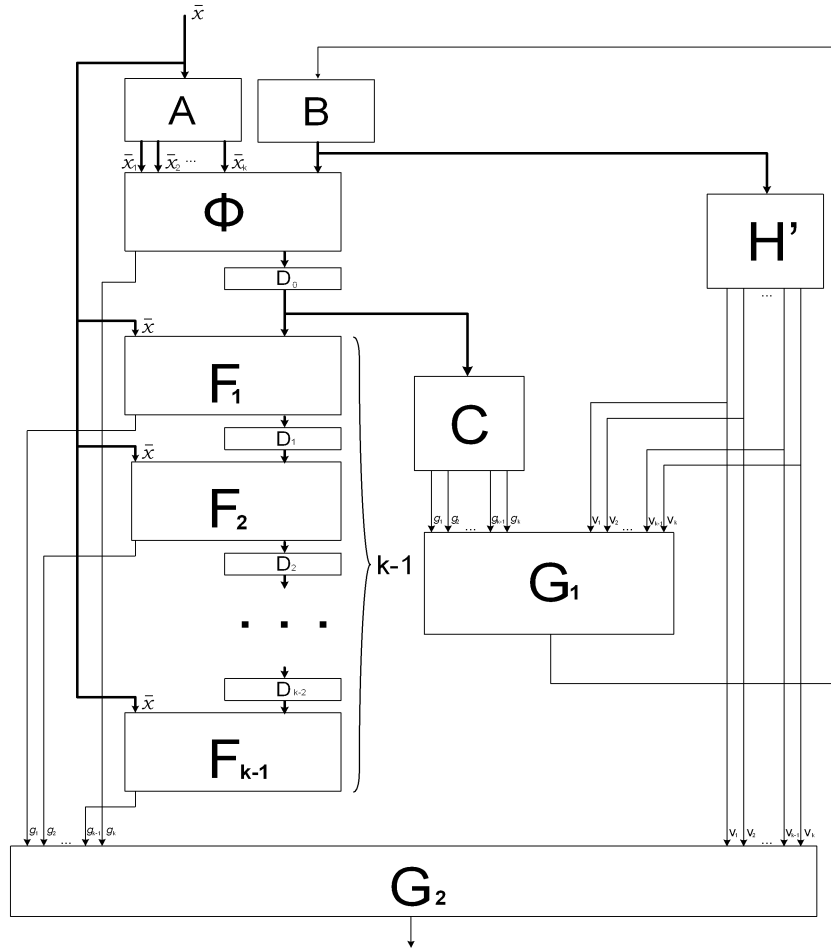 x̄
A
B
x̄₁ x̄₂ ... x̄ₖ
Φ
H’
D₀
...
x̄
F₁
C
D₁
x̄
F₂
g₁ g₂ ... gₖ₋₁ gₖ
v₁ v₂ ... vₖ₋₁ vₖ
D₂
k-1
G₁
. . .
Dₖ₋₂
x̄
Fₖ₋₁
g₁ g₂ ... gₖ₋₁ gₖ
v₁ v₂ ... vₖ₋₁ vₖ
G₂